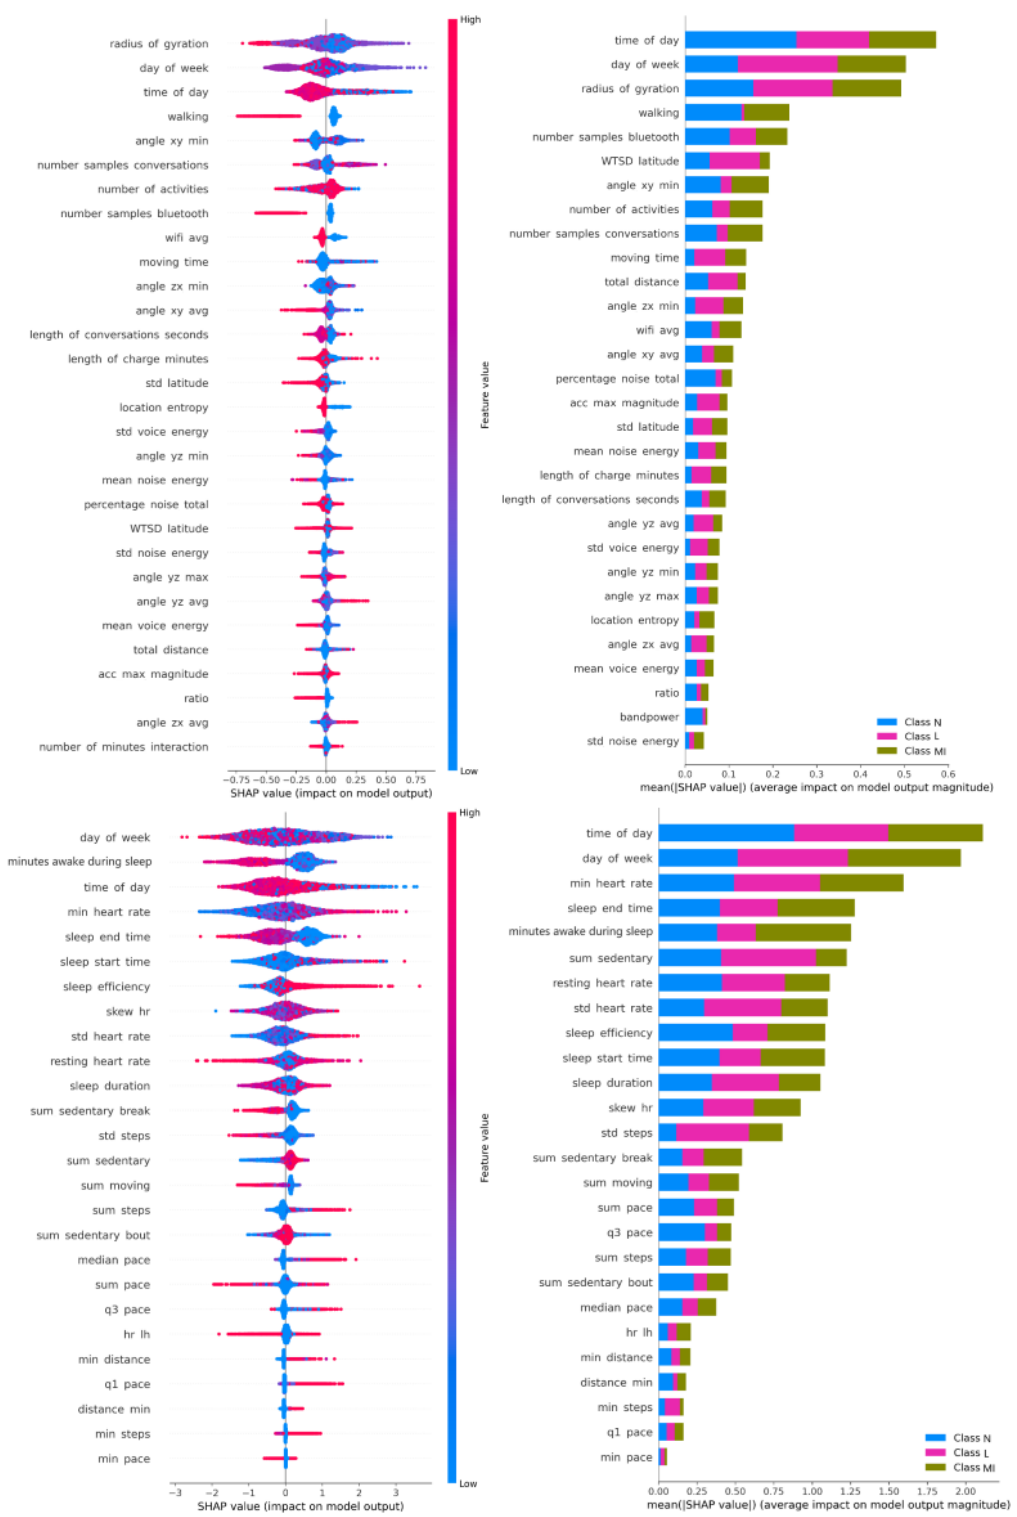 High
radius of gyration
day of week
time of day
walking
angle xy min
number samples conversations
number of activities
number samples bluetooth
wifi avg
moving time
angle zx min
angle xy avg
length of conversations seconds
length of charge minutes
std latitude
location entropy
std voice energy
angle yz min
mean noise energy
percentage noise total
WTSD latitude
std noise energy
angle yz max
angle yz avg
mean voice energy
total distance
acc max magnitude
ratio
angle zx avg
number of minutes interaction
Feature value
Low
−0.75 −0.50 −0.25 0.00 0.25 0.50 0.75
SHAP value (impact on model output)
time of day
day of week
radius of gyration
walking
number samples bluetooth
WTSD latitude
angle xy min
number of activities
number samples conversations
moving time
total distance
angle zx min
wifi avg
angle xy avg
percentage noise total
acc max magnitude
std latitude
mean noise energy
length of charge minutes
length of conversations seconds
angle yz avg
std voice energy
angle yz min
angle yz max
location entropy
angle zx avg
mean voice energy
ratio
bandpower
std noise energy
Class N
Class L
Class MI
0.0 0.1 0.2 0.3 0.4 0.5 0.6
mean(|SHAP value|) (average impact on model output magnitude)
High
day of week
minutes awake during sleep
time of day
min heart rate
sleep end time
sleep start time
sleep efficiency
skew hr
std heart rate
resting heart rate
sleep duration
sum sedentary break
std steps
sum sedentary
sum moving
sum steps
sum sedentary bout
median pace
sum pace
q3 pace
hr lh
min distance
q1 pace
distance min
min steps
min pace
Feature value
Low
−3 −2 −1 0 1 2 3
SHAP value (impact on model output)
time of day
day of week
min heart rate
sleep end time
minutes awake during sleep
sum sedentary
resting heart rate
std heart rate
sleep efficiency
sleep start time
sleep duration
skew hr
std steps
sum sedentary break
sum moving
sum pace
q3 pace
sum steps
sum sedentary bout
median pace
hr lh
min distance
distance min
min steps
q1 pace
min pace
Class N
Class L
Class MI
0.00 0.25 0.50 0.75 1.00 1.25 1.50 1.75 2.00
mean(|SHAP value|) (average impact on model output magnitude)